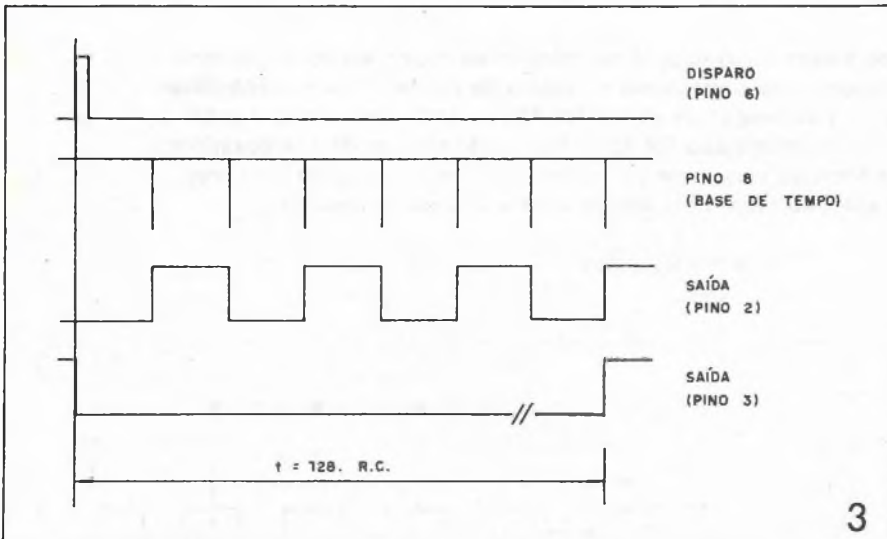 DISPARO
(PINO 6)
PINO 8
(BASE DE TEMPO)
SAÍDA
(PINO 2)
SAÍDA
(PINO 3)
t = 128. R.C.
3